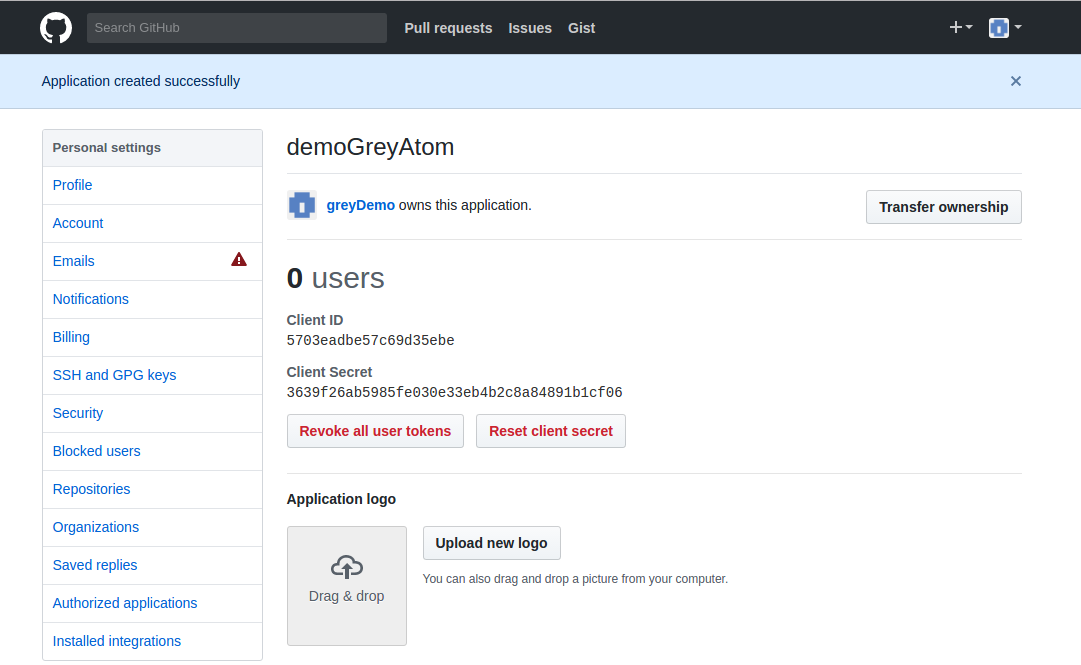 Search GitHub Pull requests Issues Gist
Application created successfully
Personal settings
Profile
Account
Emails
Notifications
Billing
SSH and GPG keys
Security
Blocked users
Repositories
Organizations
Saved replies
Authorized applications
Installed integrations
demoGreyAtom
greyDemo owns this application.
Transfer ownership
0 users
Client ID
5703eadbe57c69d35ebe
Client Secret
3639f26ab5985fe030e33eb4b2c8a84891b1cf06
Revoke all user tokens Reset client secret
Application logo
Drag & drop
Upload new logo
You can also drag and drop a picture from your computer.